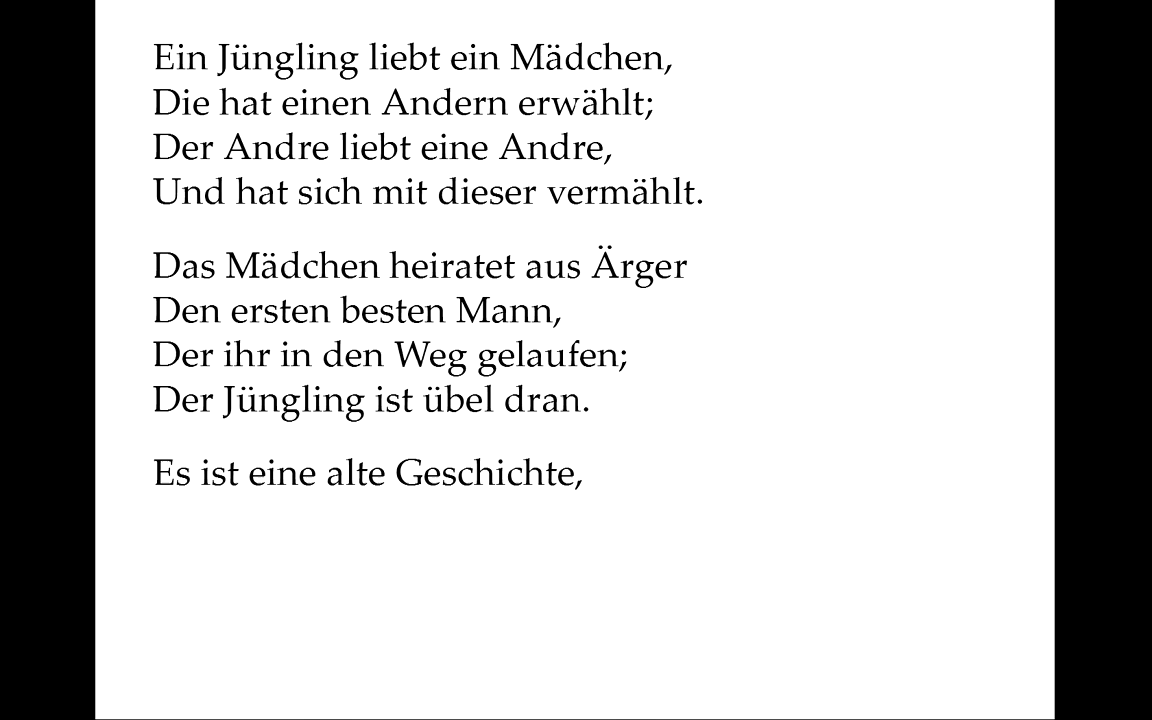 Ein Jüngling liebt ein Mädchen,
Die hat einen Andern erwählt;
Der Andre liebt eine Andre,
Und hat sich mit dieser vermählt.
Das Mädchen heiratet aus Ärger
Den ersten besten Mann,
Der ihr in den Weg gelaufen;
Der Jüngling ist übel dran.
Es ist eine alte Geschichte,